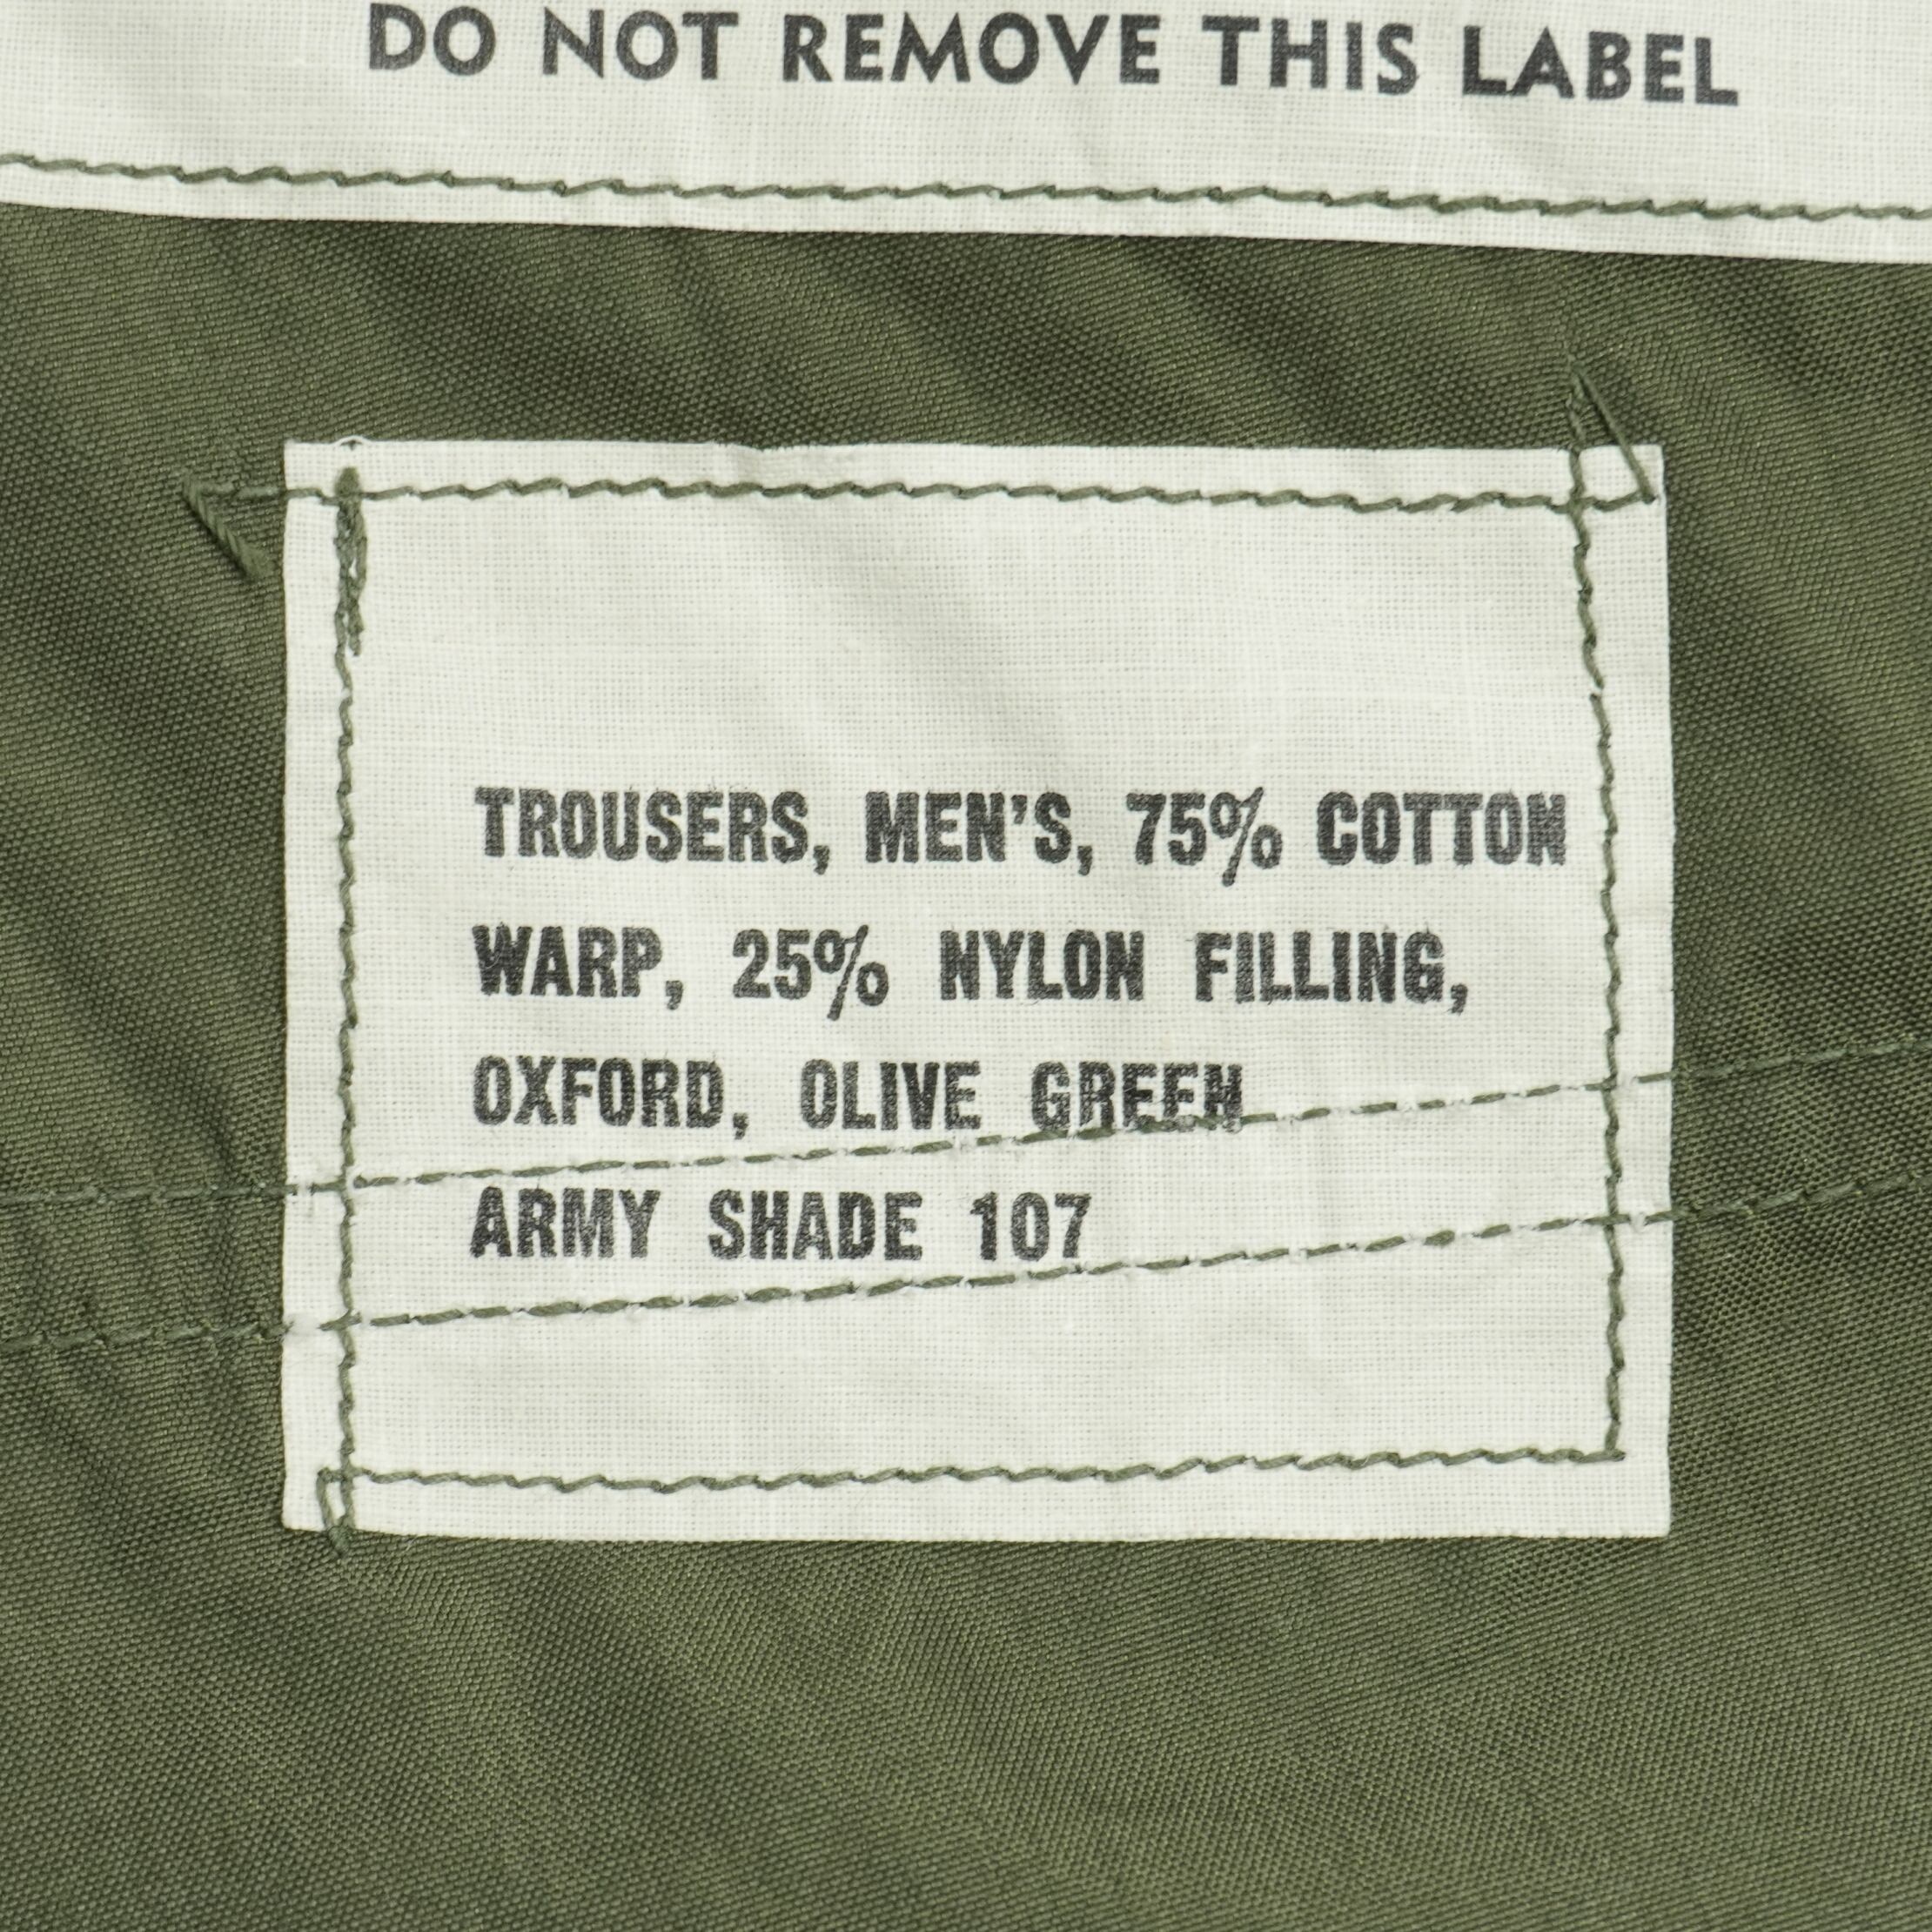 DO NOT REMOVE THIS LABEL
TROUSERS, MEN'S, 75% COTTON
WARP, 25% NYLON FILLING,
OXFORD, OLIVE GREEN
ARMY SHADE 107